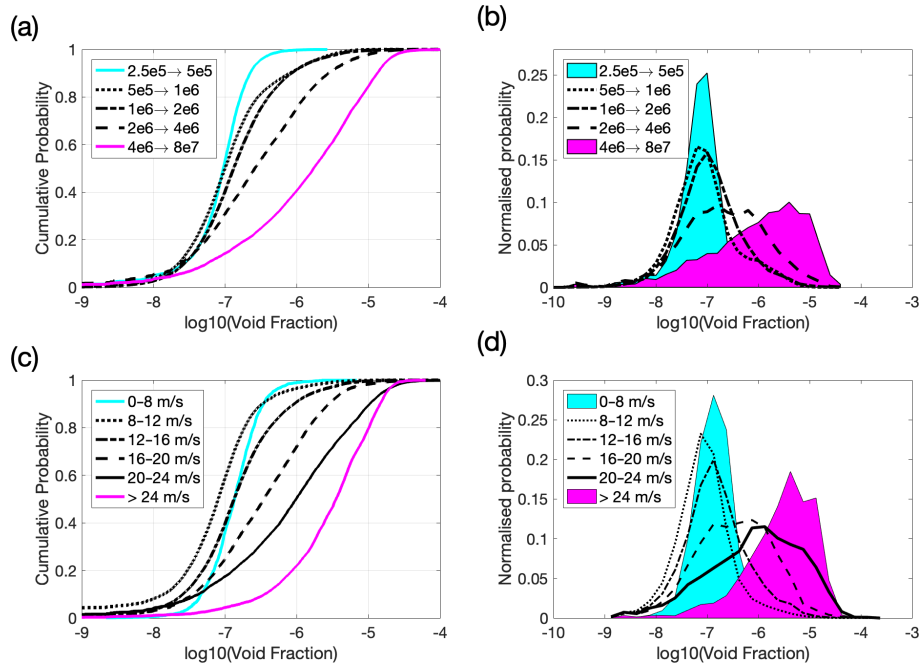 (a)
Cumulative Probability
1
0.8
0.6
0.4
0.2
0
2.5e5→ 5e5
5e5→ 1e6
1e6→ 2e6
2e6→ 4e6
4e6→ 8e7
-9 -8 -7 -6 -5 -4
log10(Void Fraction)
(b)
Normalised probability
0.25
0.20
0.15
0.10
0.05
0
2.5e5→ 5e5
5e5→ 1e6
1e6→ 2e6
2e6→ 4e6
4e6→ 8e7
-10 -9 -8 -7 -6 -5 -4 -3
log10(Void Fraction)
(c)
Cumulative Probability
1
0.8
0.6
0.4
0.2
0
0–8 m/s
8–12 m/s
12–16 m/s
16–20 m/s
20–24 m/s
> 24 m/s
-9 -8 -7 -6 -5 -4
log10(Void Fraction)
(d)
Normalised probability
0.3
0.25
0.2
0.15
0.1
0.05
0
0–8 m/s
8–12 m/s
12–16 m/s
16–20 m/s
20–24 m/s
> 24 m/s
-10 -9 -8 -7 -6 -5 -4 -3
log10(Void Fraction)